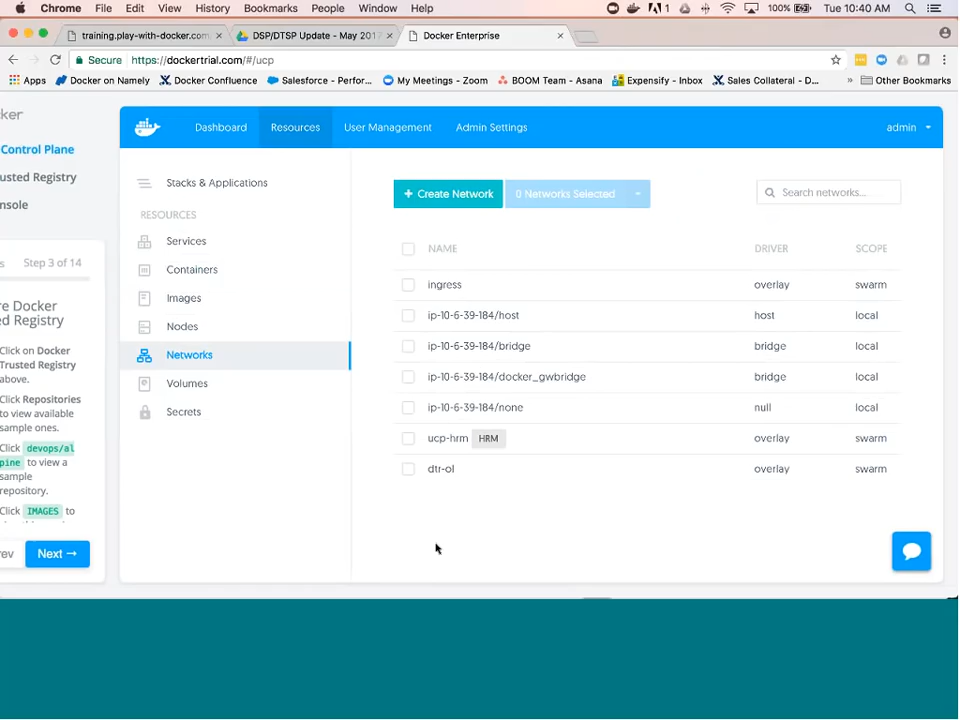 Chrome File Edit View History Bookmarks People Window Help 1 100% Tue 10:40 AM
training.play-with-docker.com DSP/DTSP Update - May 2017 Docker Enterprise
Secure https://dockertrial.com/#/ucp
Apps Docker on Namely Docker Confluence Salesforce - Perfor... My Meetings - Zoom BOOM Team - Asana Expensify - Inbox Sales Collateral - D... » Other Bookmarks
cker
Control Plane
usted Registry
nsole
s Step 3 of 14
re Docker
ed Registry
Click on Docker
Trusted Registry
above.
Click Repositories
to view available
sample ones.
Click devops/al
pine to view a
sample
repository.
Click IMAGES to
rev Next →
Dashboard Resources User Management Admin Settings admin
Stacks & Applications
RESOURCES
Services
Containers
Images
Nodes
Networks
Volumes
Secrets
+ Create Network 0 Networks Selected Search networks...
NAME DRIVER SCOPE
ingress overlay swarm
ip-10-6-39-184/host host local
ip-10-6-39-184/bridge bridge local
ip-10-6-39-184/docker_gwbridge bridge local
ip-10-6-39-184/none null local
ucp-hrm HRM overlay swarm
dtr-ol overlay swarm